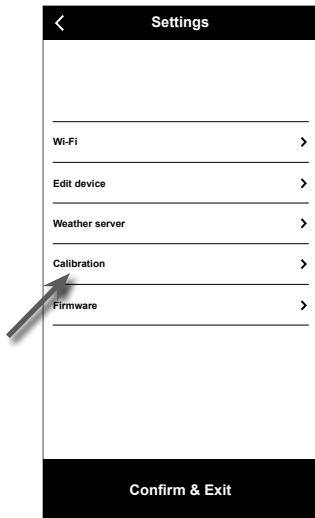 Settings
Wi-Fi
Edit device
Weather server
Calibration
Firmware
Confirm & Exit